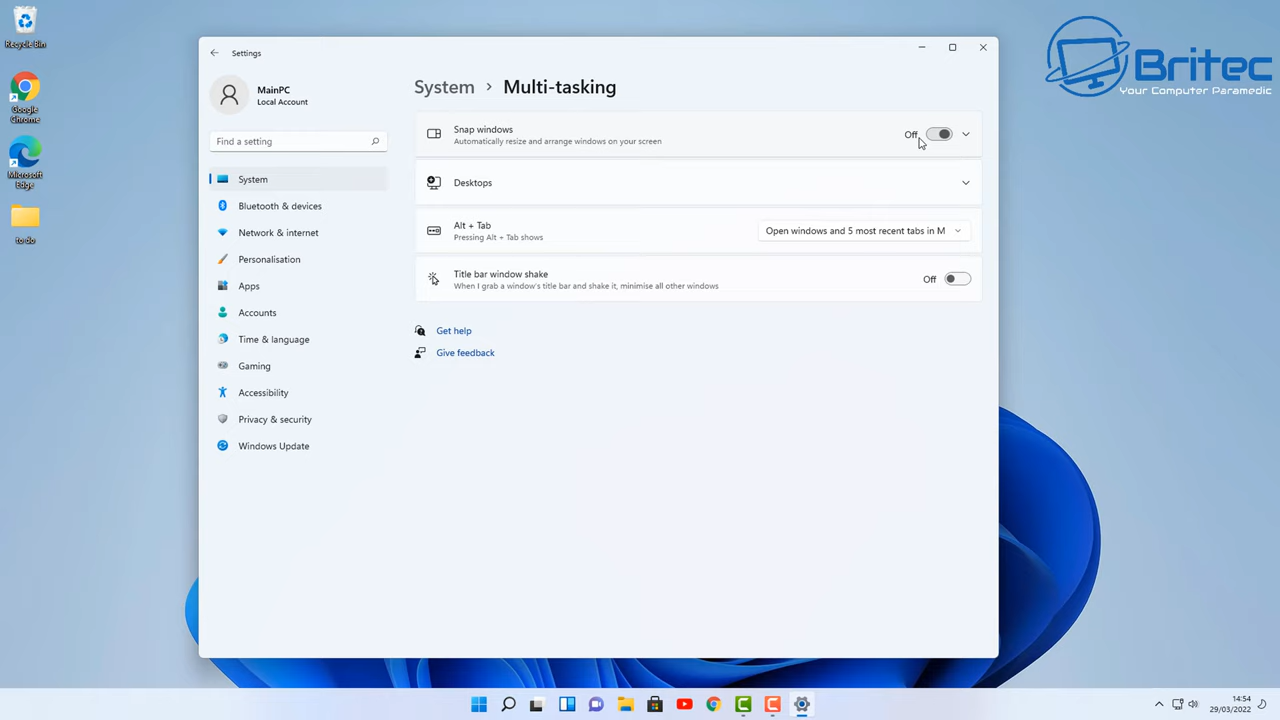 Recycle Bin
Google
Chrome
Microsoft
Edge
to do
Settings
MainPC
Local Account
Find a setting
System
Bluetooth & devices
Network & internet
Personalisation
Apps
Accounts
Time & language
Gaming
Accessibility
Privacy & security
Windows Update
System > Multi-tasking
Snap windows
Automatically resize and arrange windows on your screen
Off
Desktops
Alt + Tab
Pressing Alt + Tab shows
Open windows and 5 most recent tabs in M
Title bar window shake
When I grab a window's title bar and shake it, minimise all other windows
Off
Get help
Give feedback
Britec
Your Computer Paramedic
14:54
29/03/2022